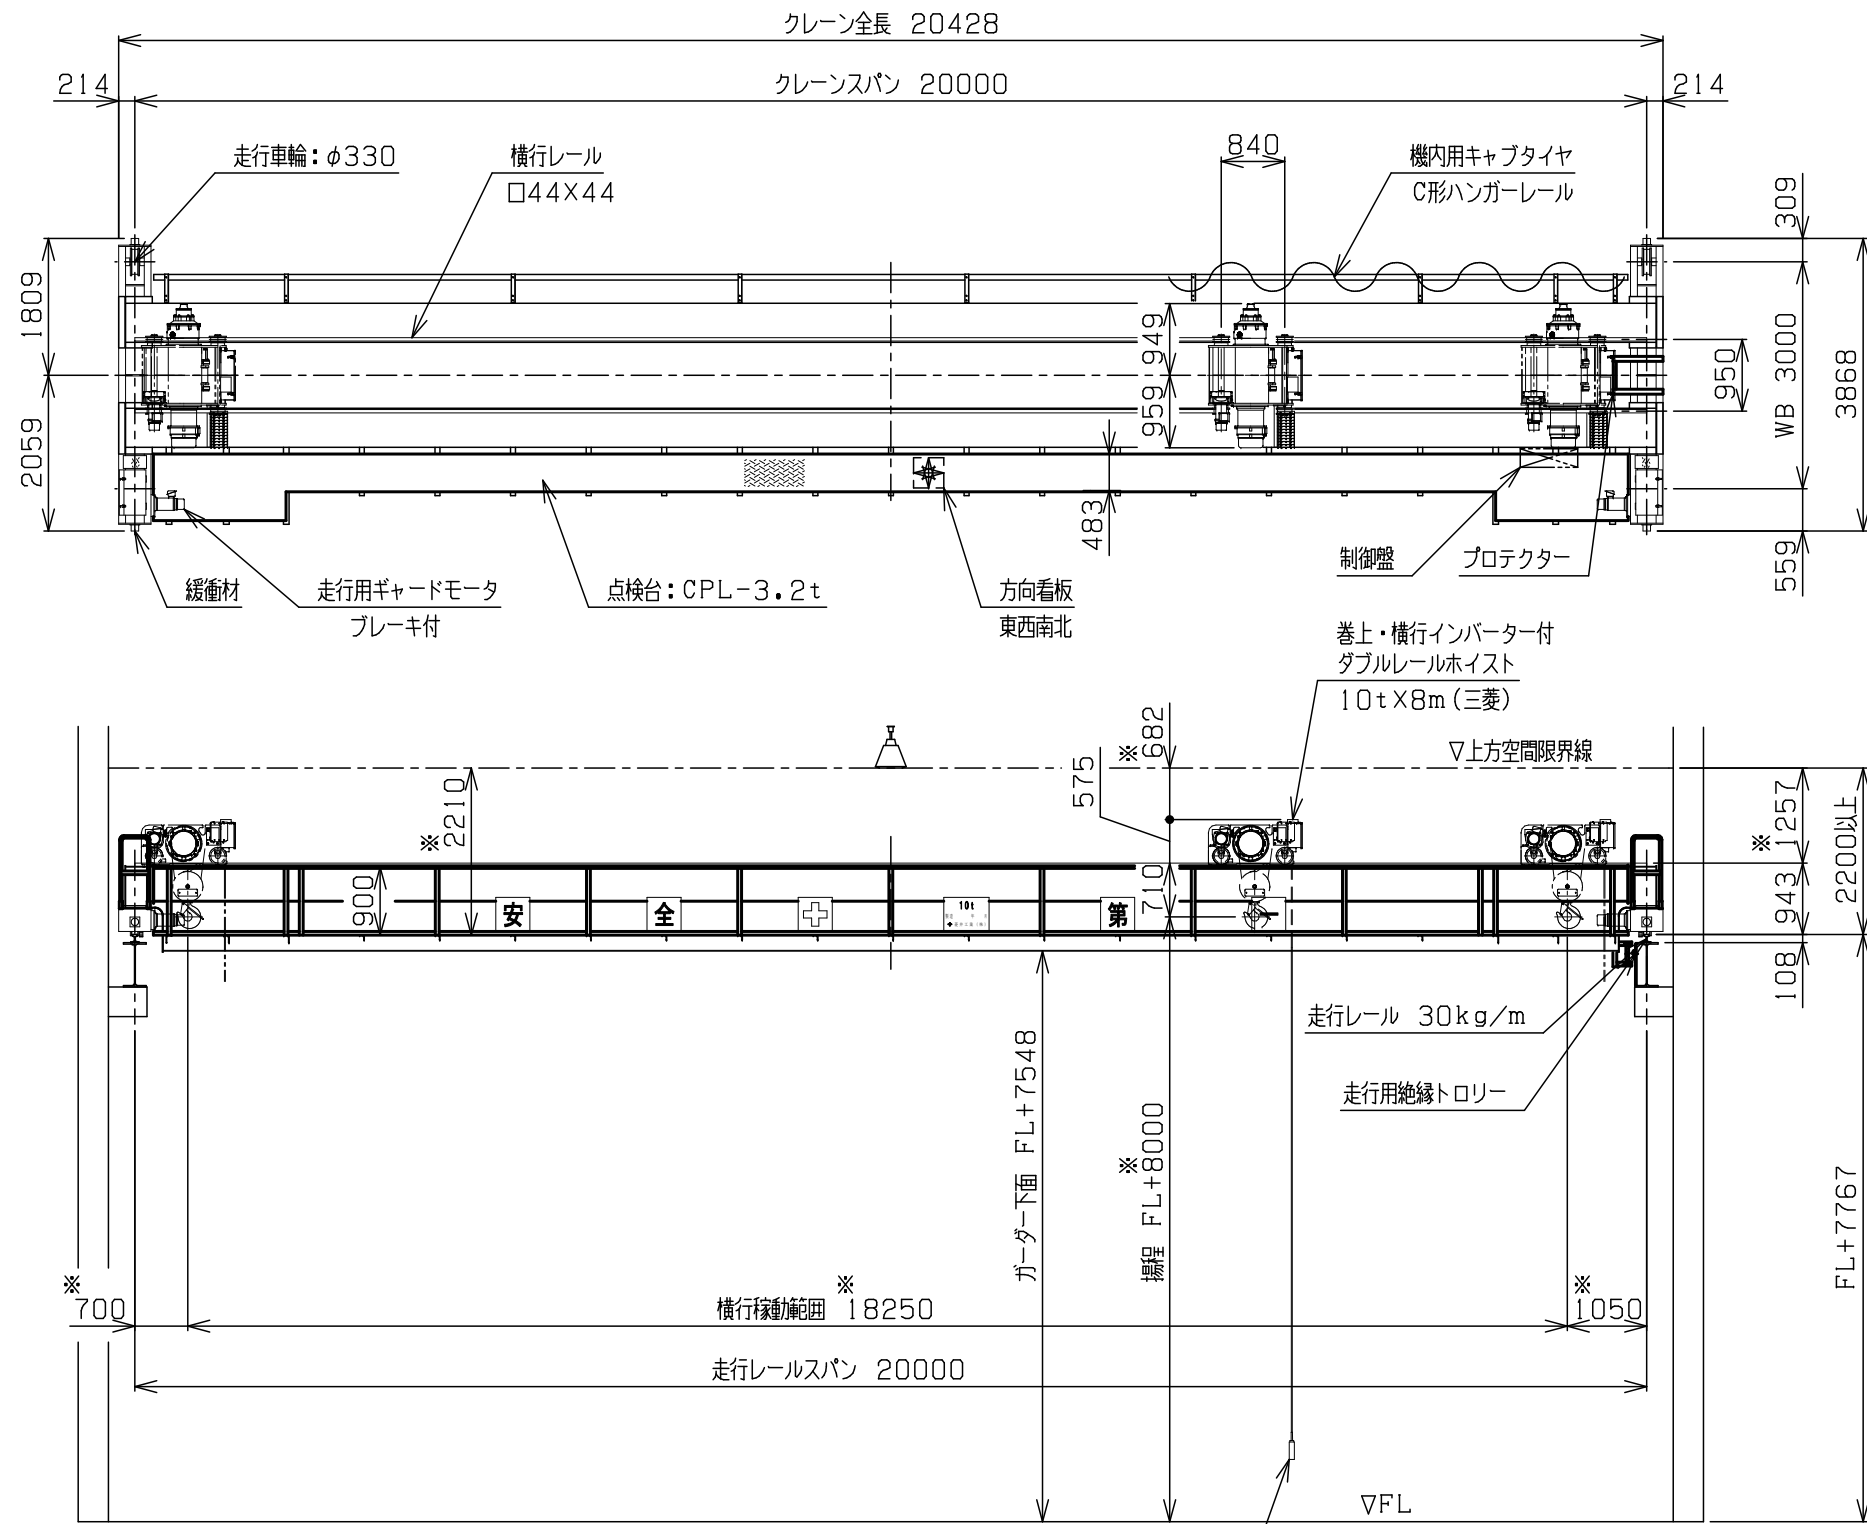 クレーン全長 20428
クレーンスパン 20000
214
214
走行車輪：φ330
横行レール
□44X44
840
機内用キャブタイヤ
C形ハンガーレール
309
1809
949
950
WB 3000
3868
2059
959
483
559
緩衝材
走行用ギャードモータ
ブレーキ付
点検台：CPL-3.2t
方向看板
東西南北
制御盤
プロテクター
巻上・横行インバーター付
ダブルレールホイスト
10tX8m(三菱)
※682
575
▽上方空間限界線
※2210
※1257
2200以上
900
710
943
安
全
10t
第
108
走行レール 30kg/m
走行用絶縁トロリー
ガーダー下面 FL+7548
揚程 ※FL+8000
FL+7767
※700
横行稼動範囲 ※18250
※1050
走行レールスパン 20000
▽FL